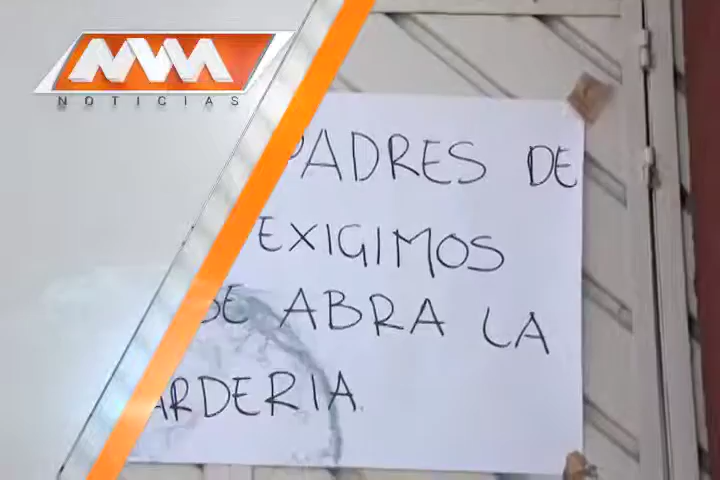 NOTICIAS
PADRES DE
EXIGIMOS
SE ABRA LA
ARDERIA